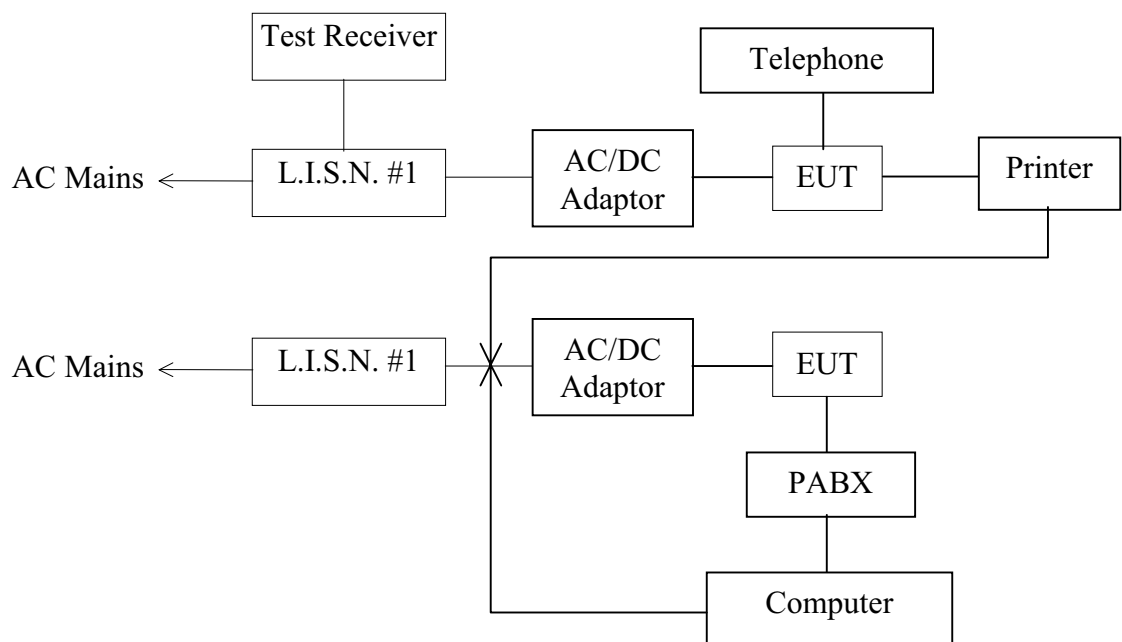 Test Receiver
Telephone
AC Mains
L.I.S.N. #1
AC/DC
Adaptor
EUT
Printer
AC Mains
L.I.S.N. #1
AC/DC
Adaptor
EUT
PABX
Computer